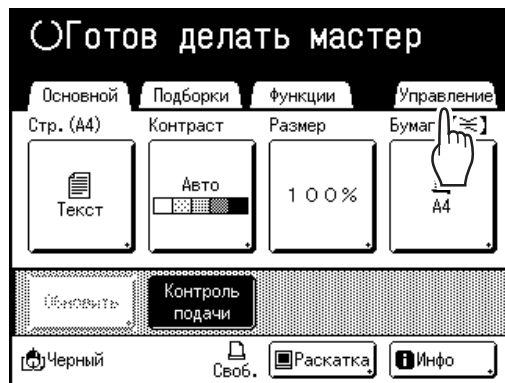 Готов делать мастер
Основной Подборки Функции Управление
Стр.(A4) Контраст Размер Бумаг
Текст
Авто
100%
A4
Обновить
Контроль
подачи
Черный
Своб.
Раскатка
Инфо